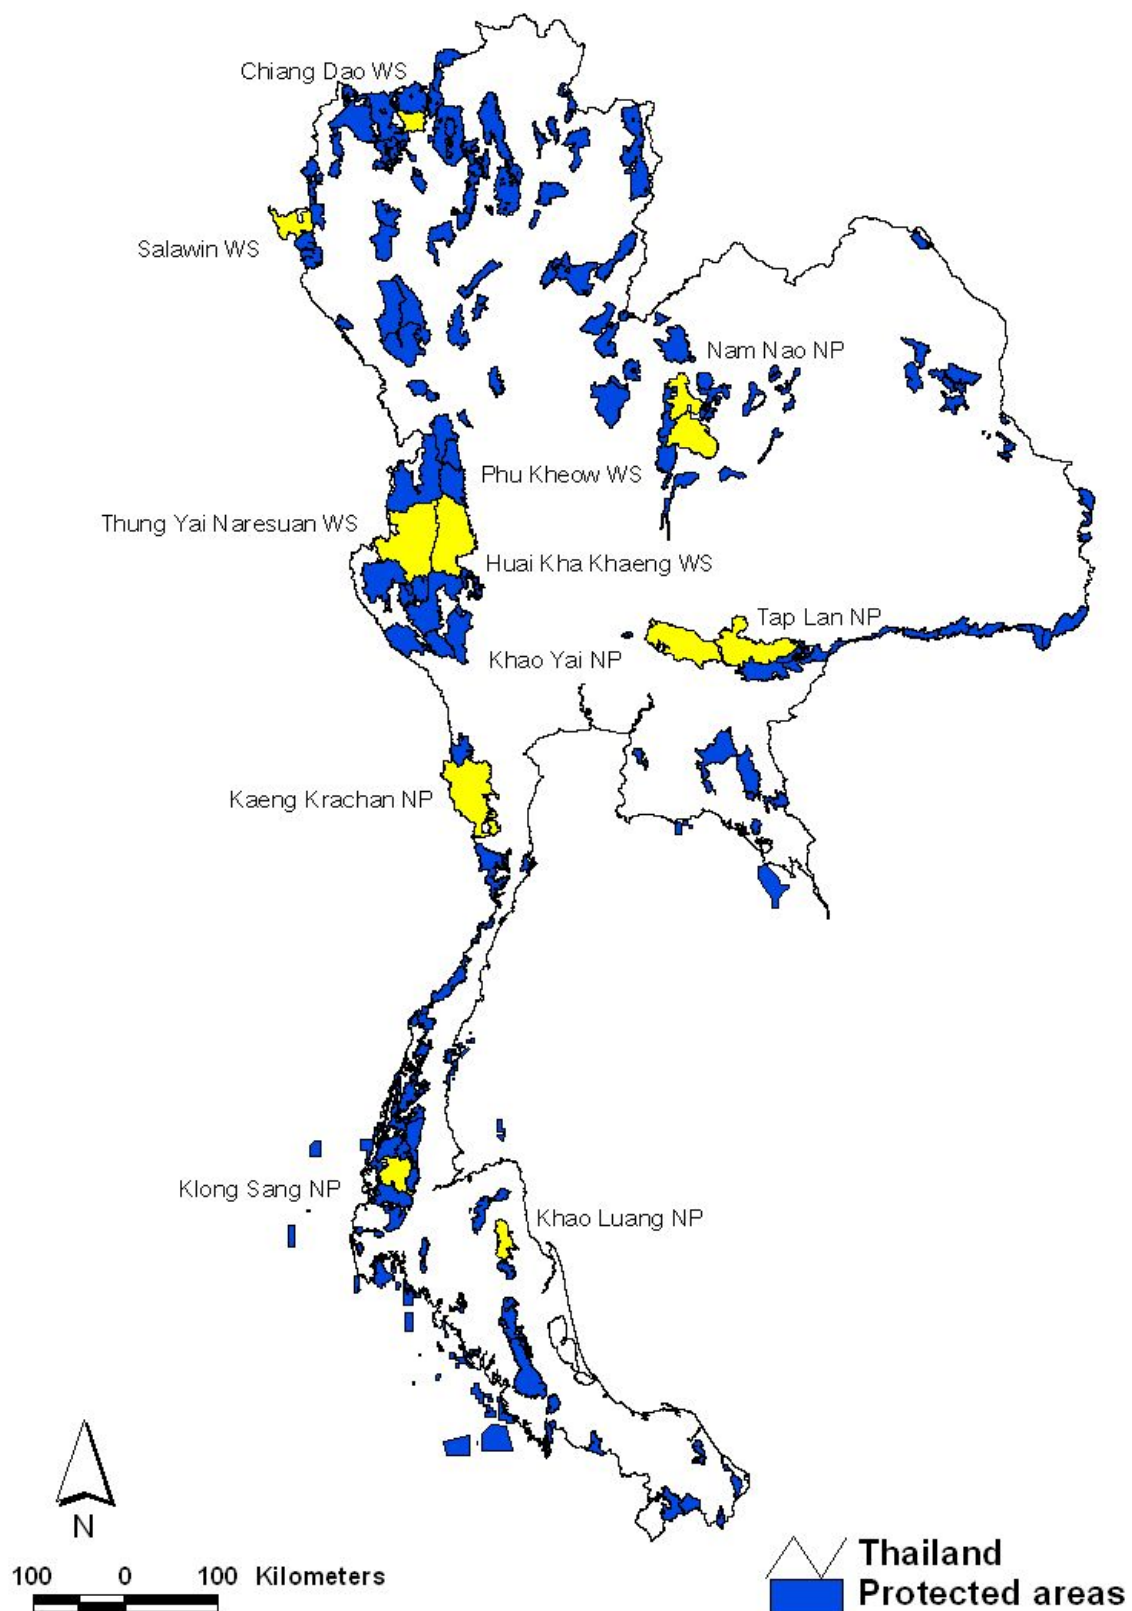 Chiang Dao WS
Salawin WS
Nam Nao NP
Phu Kheow WS
Thung Yai Naresuan WS
Huai Kha Khaeng WS
Tap Lan NP
Khao Yai NP
Kaeng Krachan NP
Klong Sang NP
Khao Luang NP
N
100 0 100 Kilometers
Thailand
Protected areas